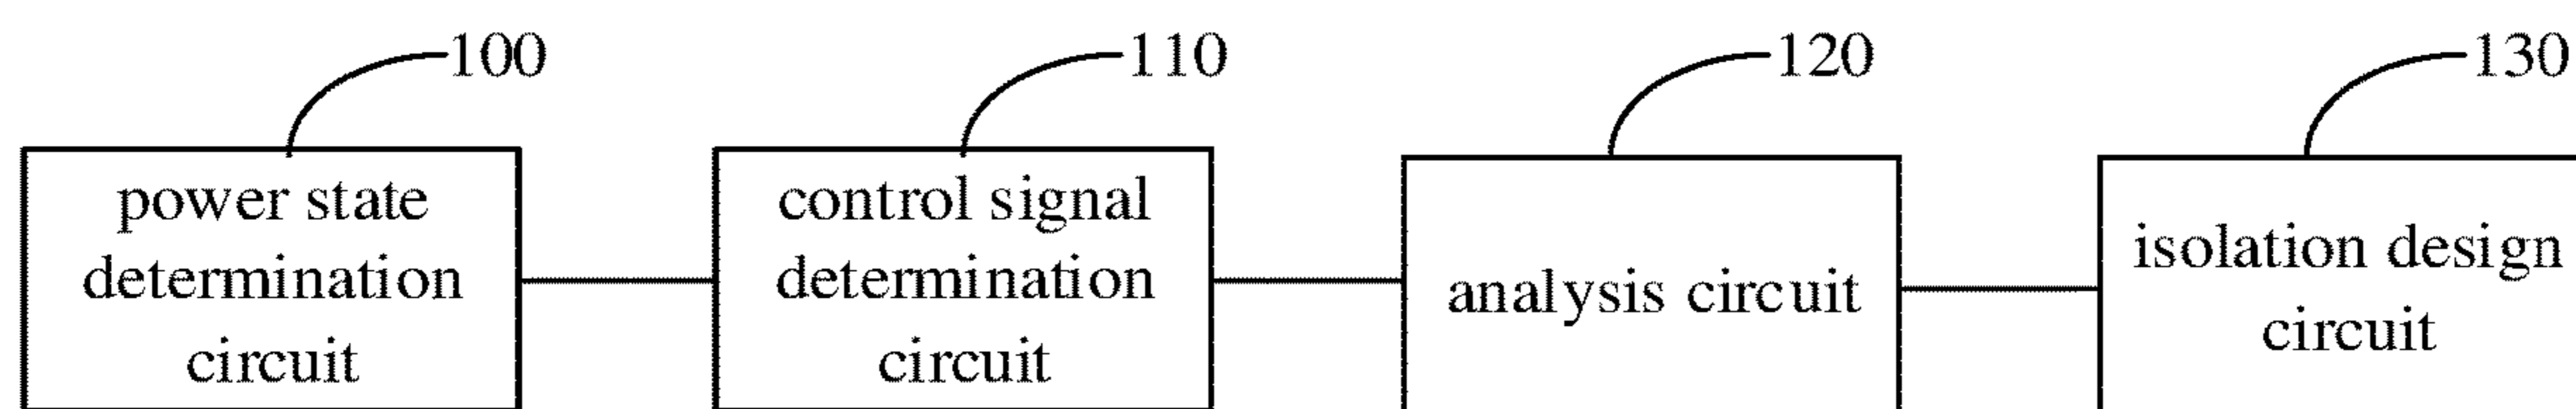 100
110
120
130
power state
determination
circuit
control signal
determination
circuit
analysis circuit
isolation design
circuit